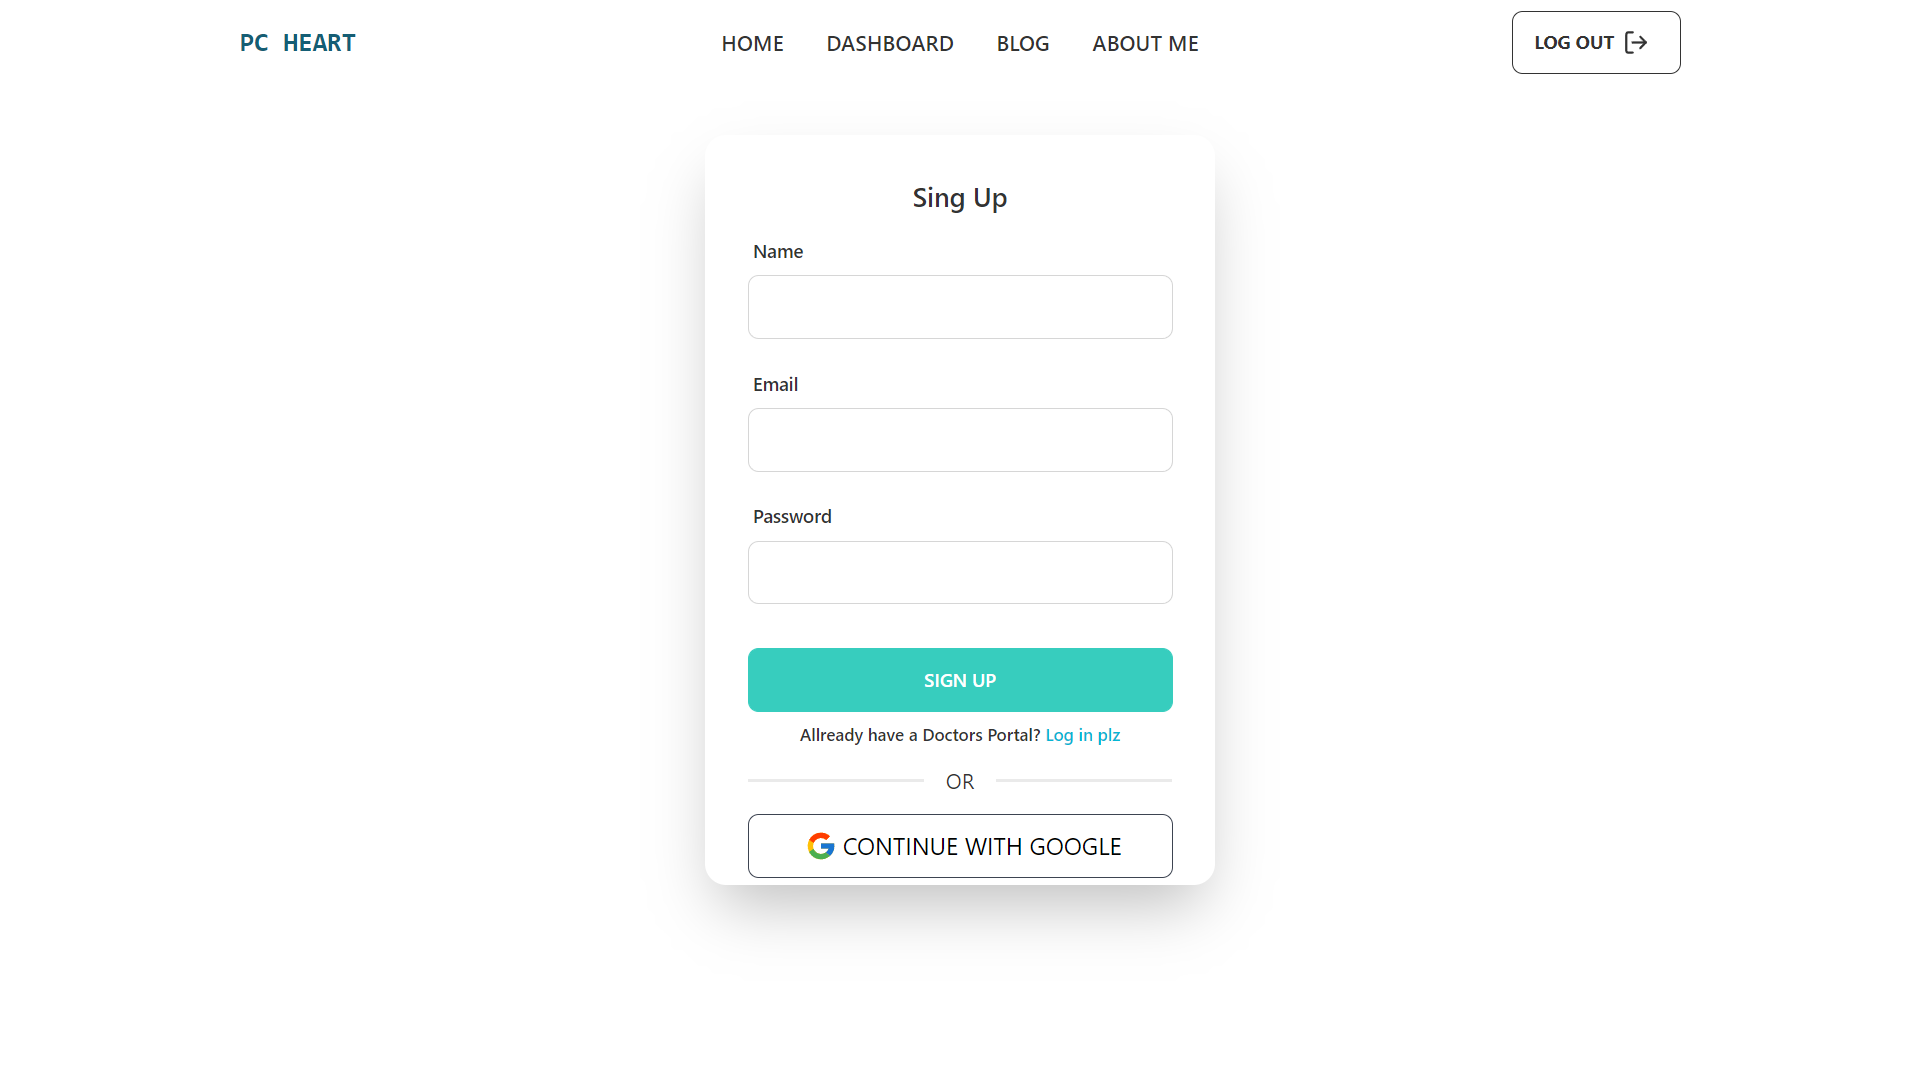 PC HEART
HOME DASHBOARD BLOG ABOUT ME
LOG OUT
Sing Up
Name
Email
Password
SIGN UP
Allready have a Doctors Portal? Log in plz
OR
CONTINUE WITH GOOGLE